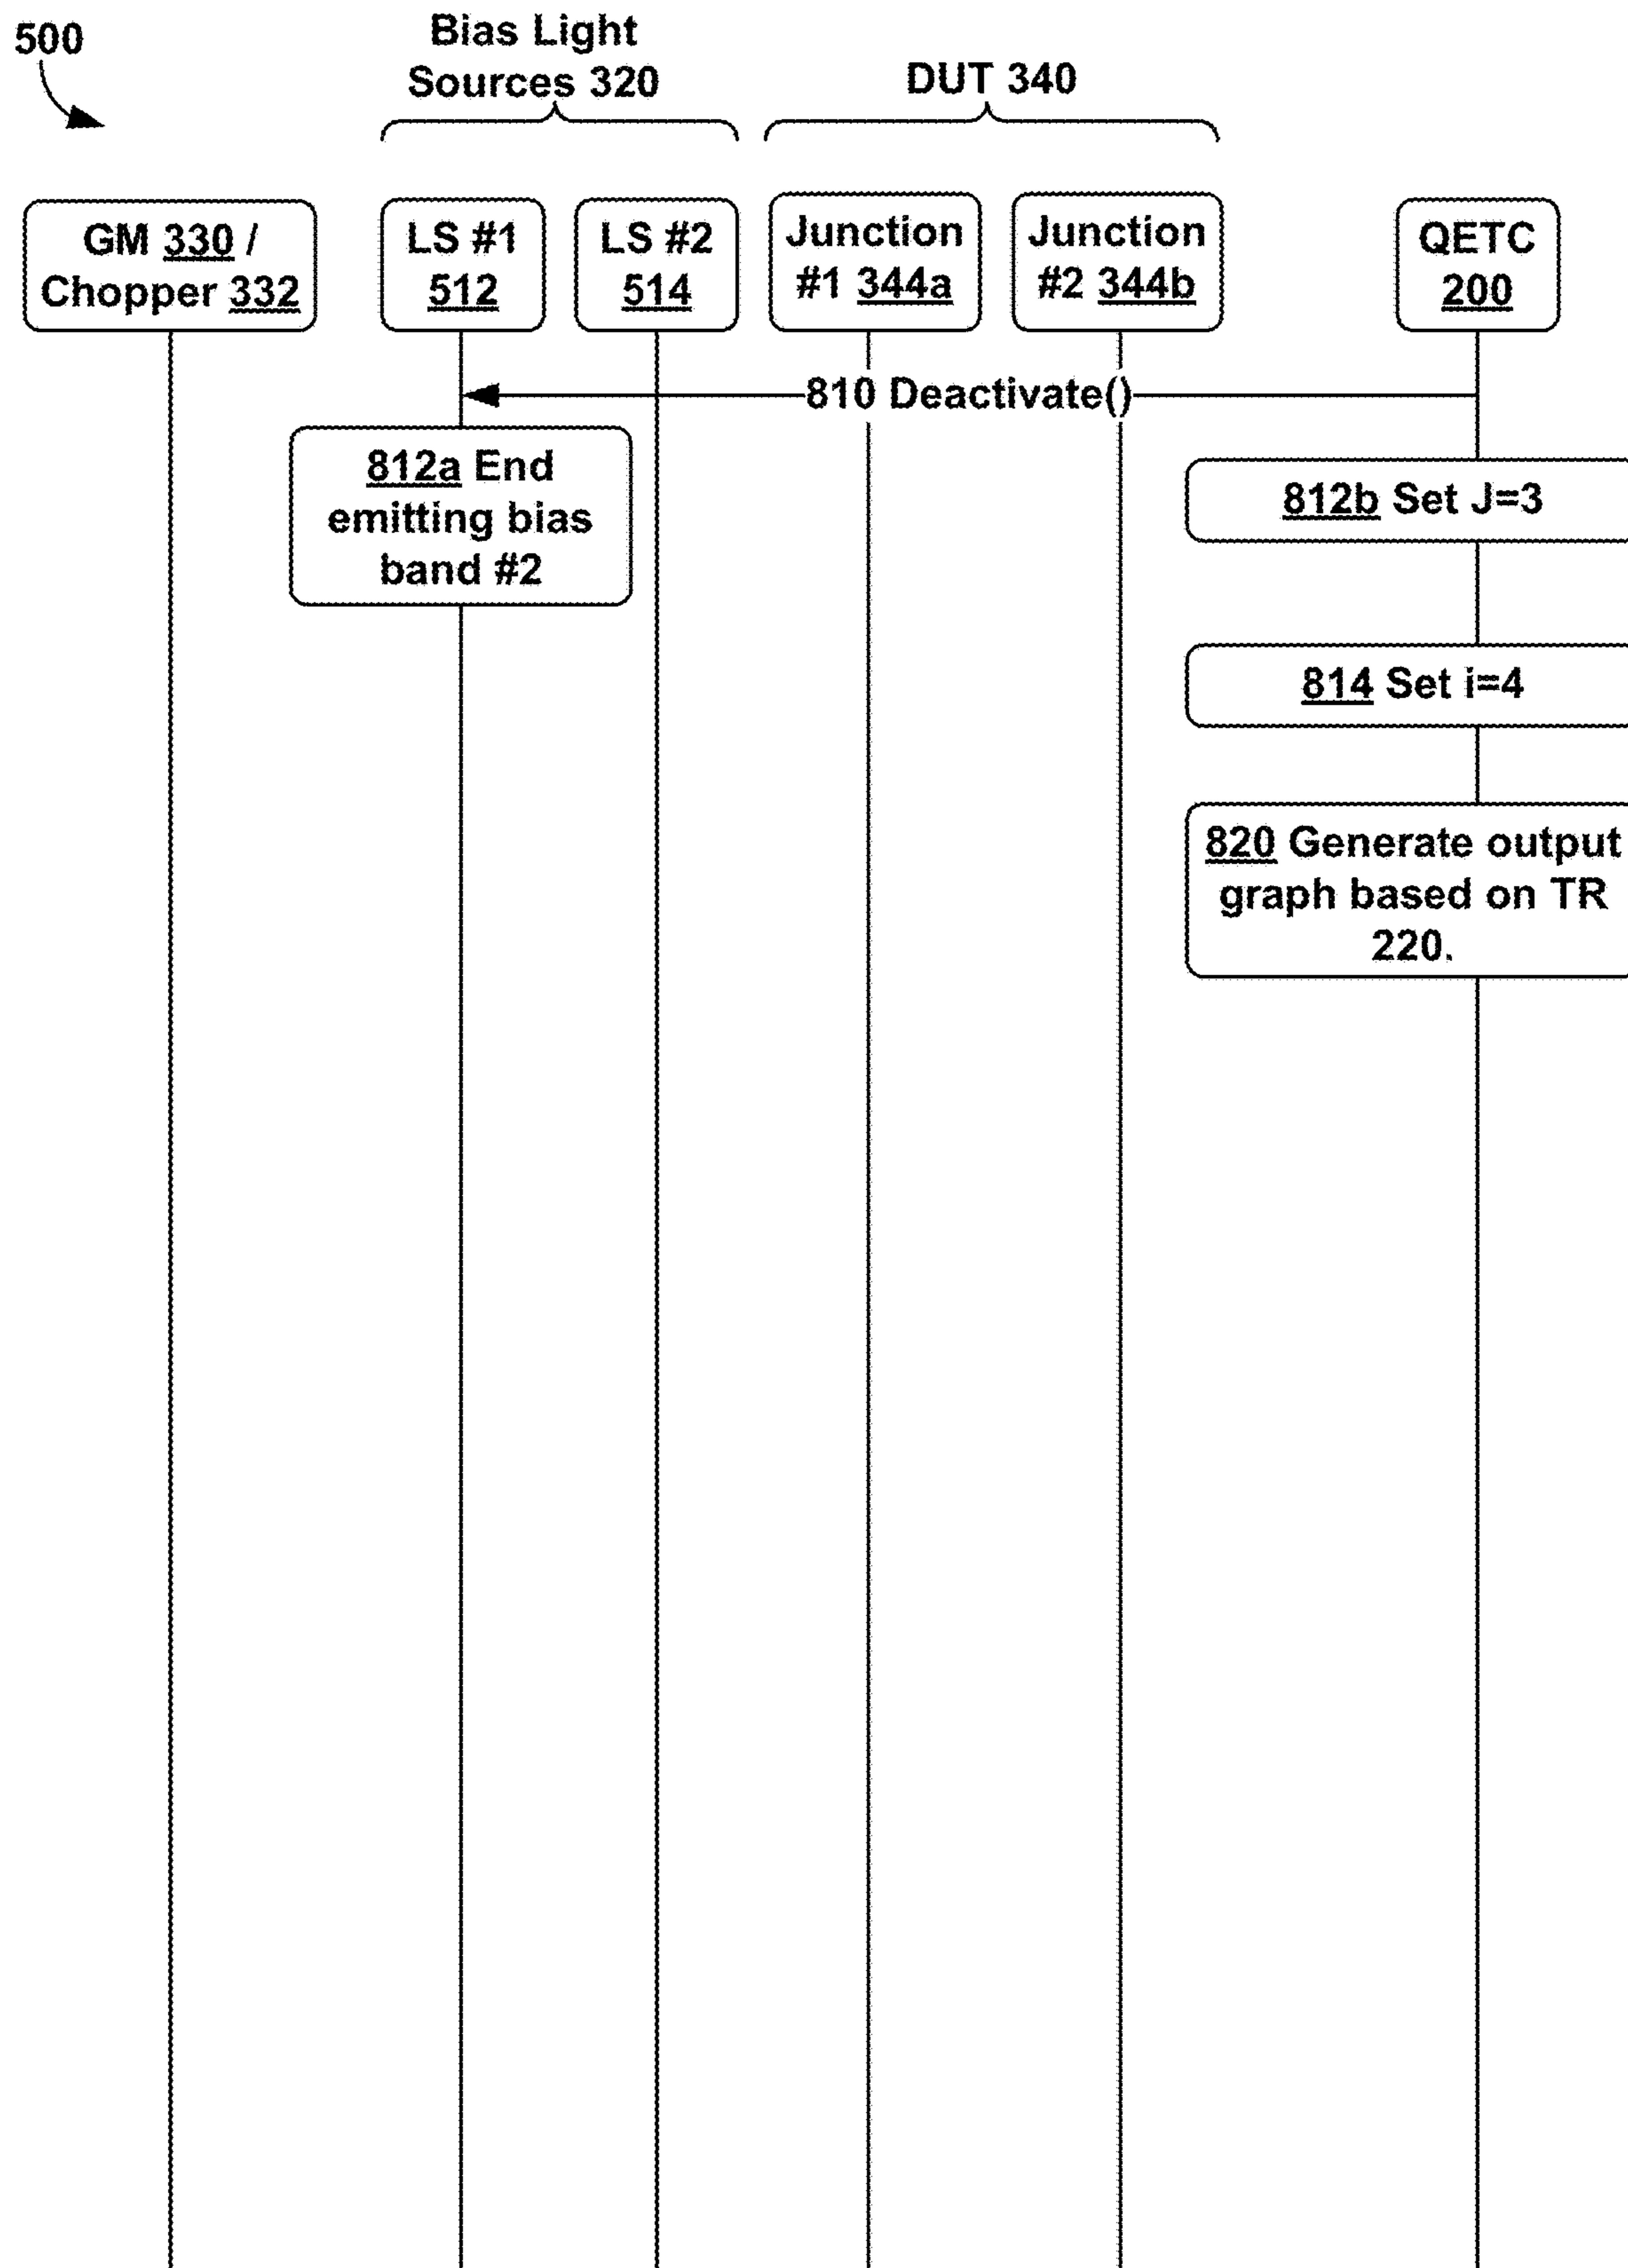 500
Bias Light
Sources 320
DUT 340
GM 330 /
Chopper 332
LS #1
512
LS #2
514
Junction
#1 344a
Junction
#2 344b
QETC
200
810 Deactivate()
812a End
emitting bias
band #2
812b Set J=3
814 Set i=4
820 Generate output
graph based on TR
220.